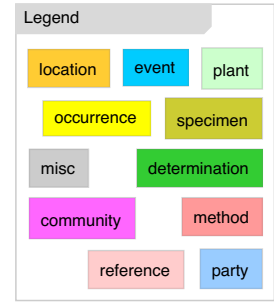 Legend
location event plant
occurrence specimen
misc determination
community method
reference party